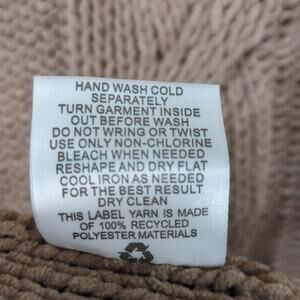 HAND WASH COLD
SEPARATELY
TURN GARMENT INSIDE
OUT BEFORE WASH
DO NOT WRING OR TWIST
USE ONLY NON-CHLORINE
BLEACH WHEN NEEDED
RESHAPE AND DRY FLAT
COOL IRON AS NEEDED
FOR THE BEST RESULT
DRY CLEAN
THIS LABEL YARN IS MADE
OF 100% RECYCLED
POLYESTER MATERIALS